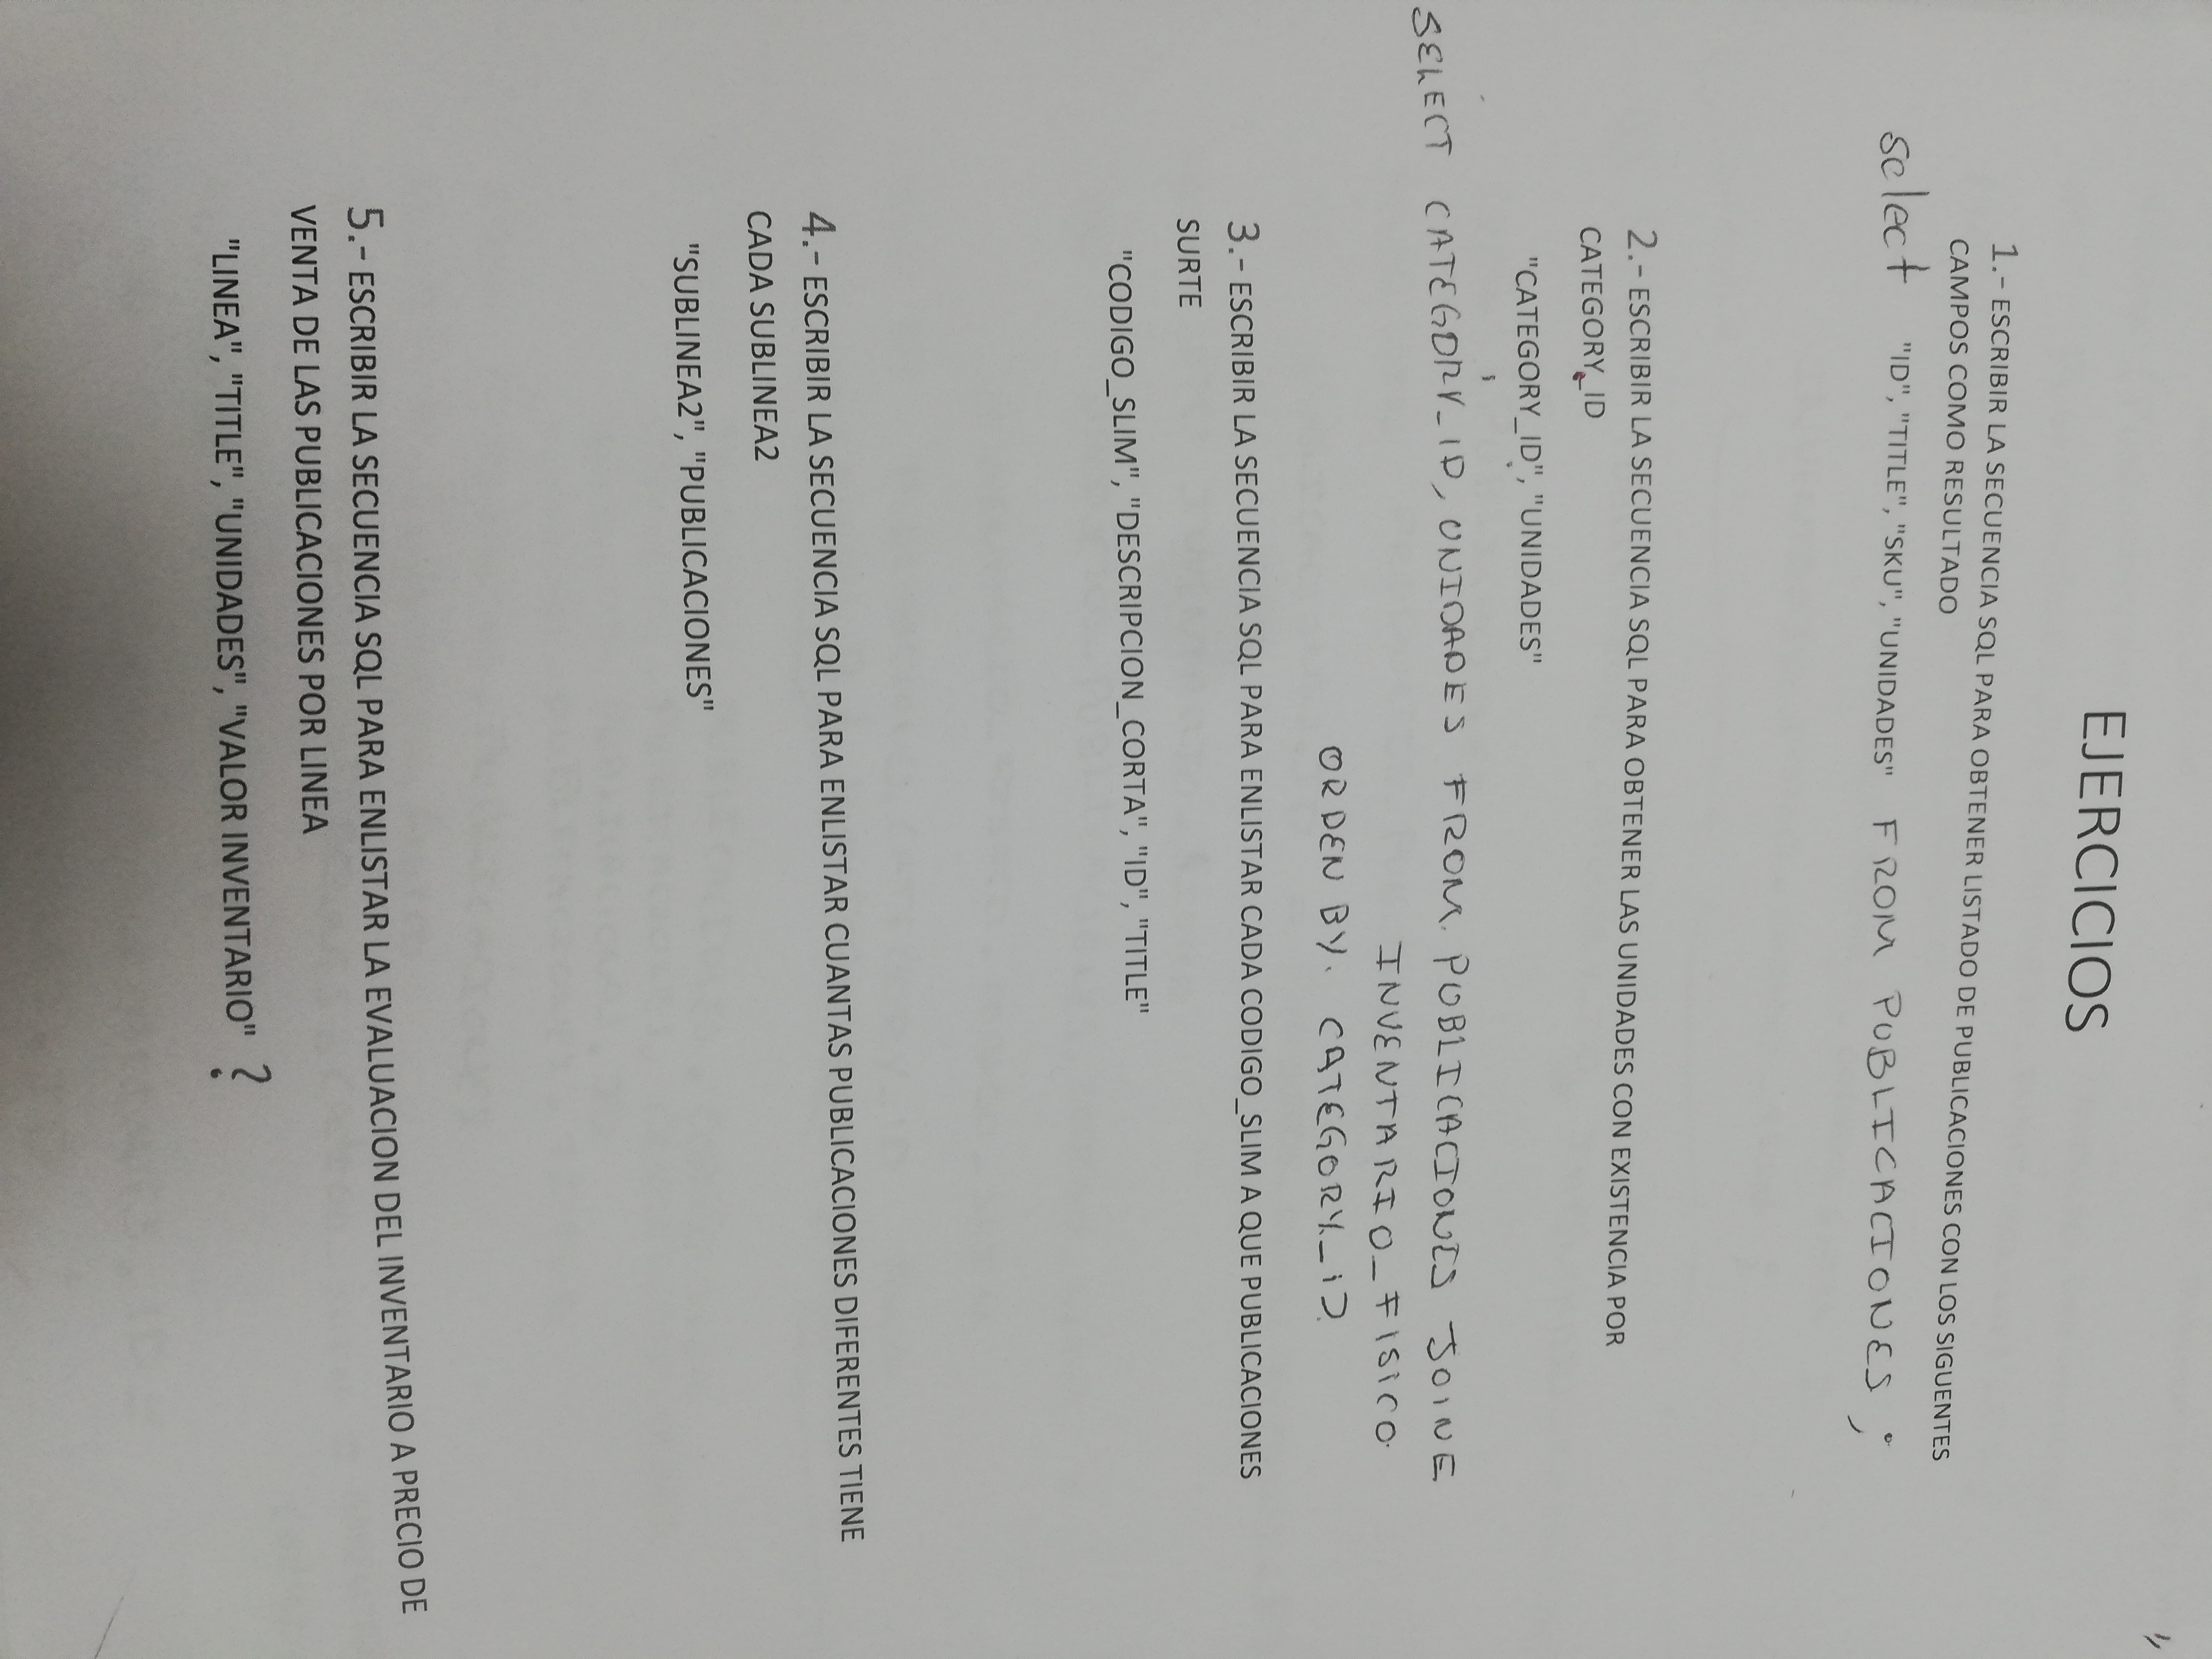 EJERCICIOS
1.- ESCRIBIR LA SECUENCIA SQL PARA OBTENER LISTADO DE PUBLICACIONES CON LOS SIGUENTES
CAMPOS COMO RESULTADO
Select "ID", "TITLE", "SKU", "UNIDADES" FROM PUBLICACIONES;
2.- ESCRIBIR LA SECUENCIA SQL PARA OBTENER LAS UNIDADES CON EXISTENCIA POR
CATEGORY_ID
"CATEGORY_ID", "UNIDADES"
SELECT CATEGORY_ID, UNIDADES FROM PUBLICACIONES JOINE
INVENTARIO_FISICO
ORDEN BY. CATEGORY_ID
3.- ESCRIBIR LA SECUENCIA SQL PARA ENLISTAR CADA CODIGO_SLIM A QUE PUBLICACIONES
SURTE
"CODIGO_SLIM", "DESCRIPCION_CORTA", "ID", "TITLE"
4.- ESCRIBIR LA SECUENCIA SQL PARA ENLISTAR CUANTAS PUBLICACIONES DIFERENTES TIENE
CADA SUBLINEA2
"SUBLINEA2", "PUBLICACIONES"
5.- ESCRIBIR LA SECUENCIA SQL PARA ENLISTAR LA EVALUACION DEL INVENTARIO A PRECIO DE
VENTA DE LAS PUBLICACIONES POR LINEA
"LINEA", "TITLE", "UNIDADES", "VALOR INVENTARIO" ?